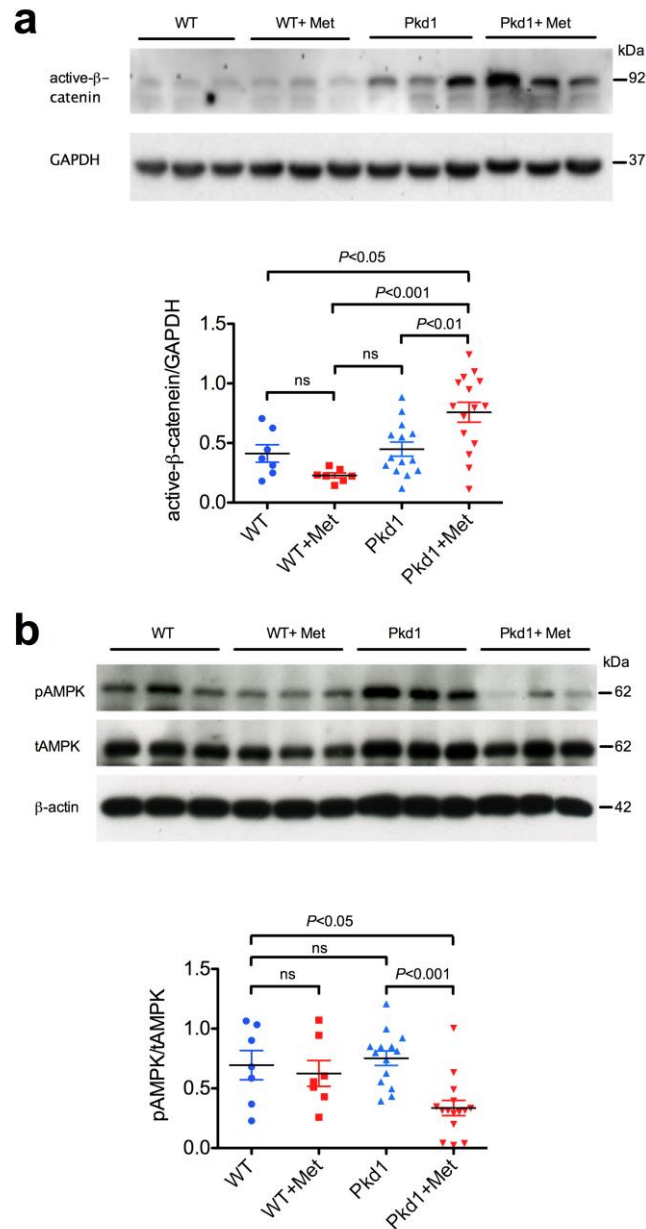 a
WT WT+ Met Pkd1 Pkd1+ Met
kDa
active-β-
catenin
92
GAPDH
37
P<0.05
P<0.001
P<0.01
ns
ns
active-β-catenein/GAPDH
1.5
1.0
0.5
0.0
WT
WT+Met
Pkd1
Pkd1+Met
b
WT WT+ Met Pkd1 Pkd1+ Met
kDa
pAMPK
62
tAMPK
62
β-actin
42
P<0.05
ns
ns
P<0.001
pAMPK/tAMPK
1.5
1.0
0.5
0.0
WT
WT+Met
Pkd1
Pkd1+Met